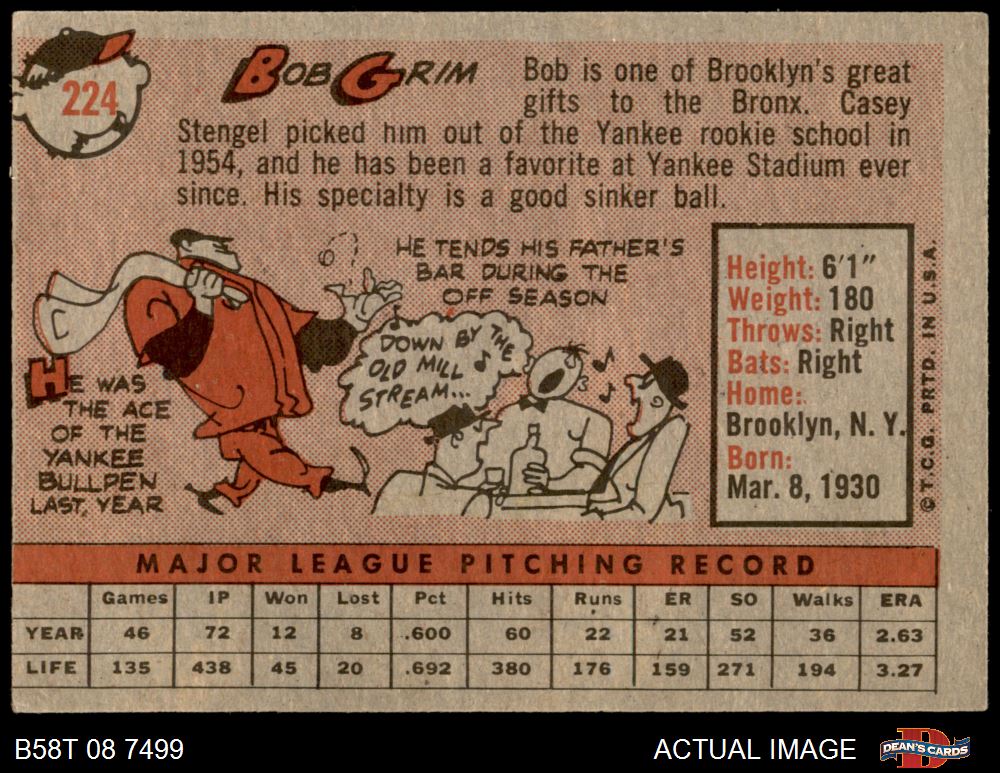 224
BOB GRIM
Bob is one of Brooklyn's great
gifts to the Bronx. Casey
Stengel picked him out of the Yankee rookie school in
1954, and he has been a favorite at Yankee Stadium ever
since. His specialty is a good sinker ball.
HE TENDS HIS FATHER'S
BAR DURING THE
OFF SEASON
DOWN BY THE
OLD MILL
STREAM...
HE WAS
THE ACE
OF THE
YANKEE
BULLPEN
LAST YEAR
Height: 6'1"
Weight: 180
Throws: Right
Bats: Right
Home:
Brooklyn, N. Y.
Born:
Mar. 8, 1930
© T.C.G. PRTD. IN U.S.A.
MAJOR LEAGUE PITCHING RECORD
Games IP Won Lost Pct Hits Runs ER SO Walks ERA
YEAR 46 72 12 8 .600 60 22 21 52 36 2.63
LIFE 135 438 45 20 .692 380 176 159 271 194 3.27
B58T 08 7499
ACTUAL IMAGE
DEAN'S CARDS